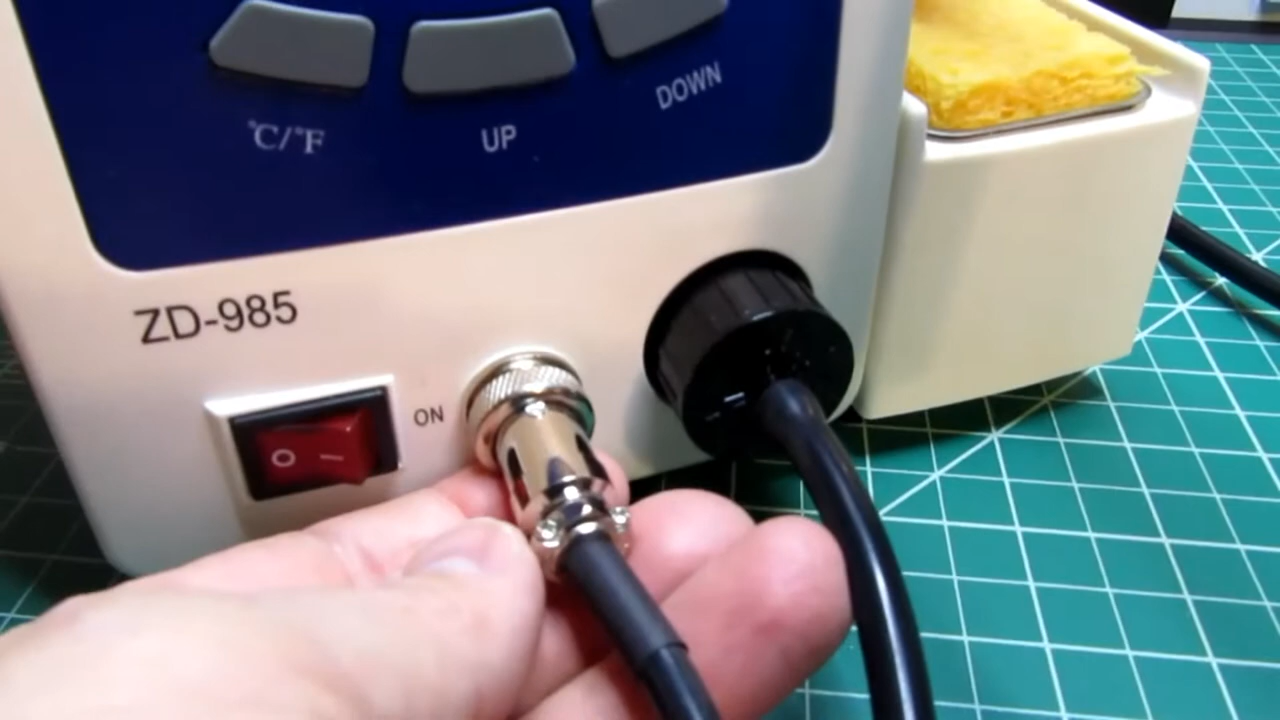 ℃/℉
UP
DOWN
ZD-985
ON
O —